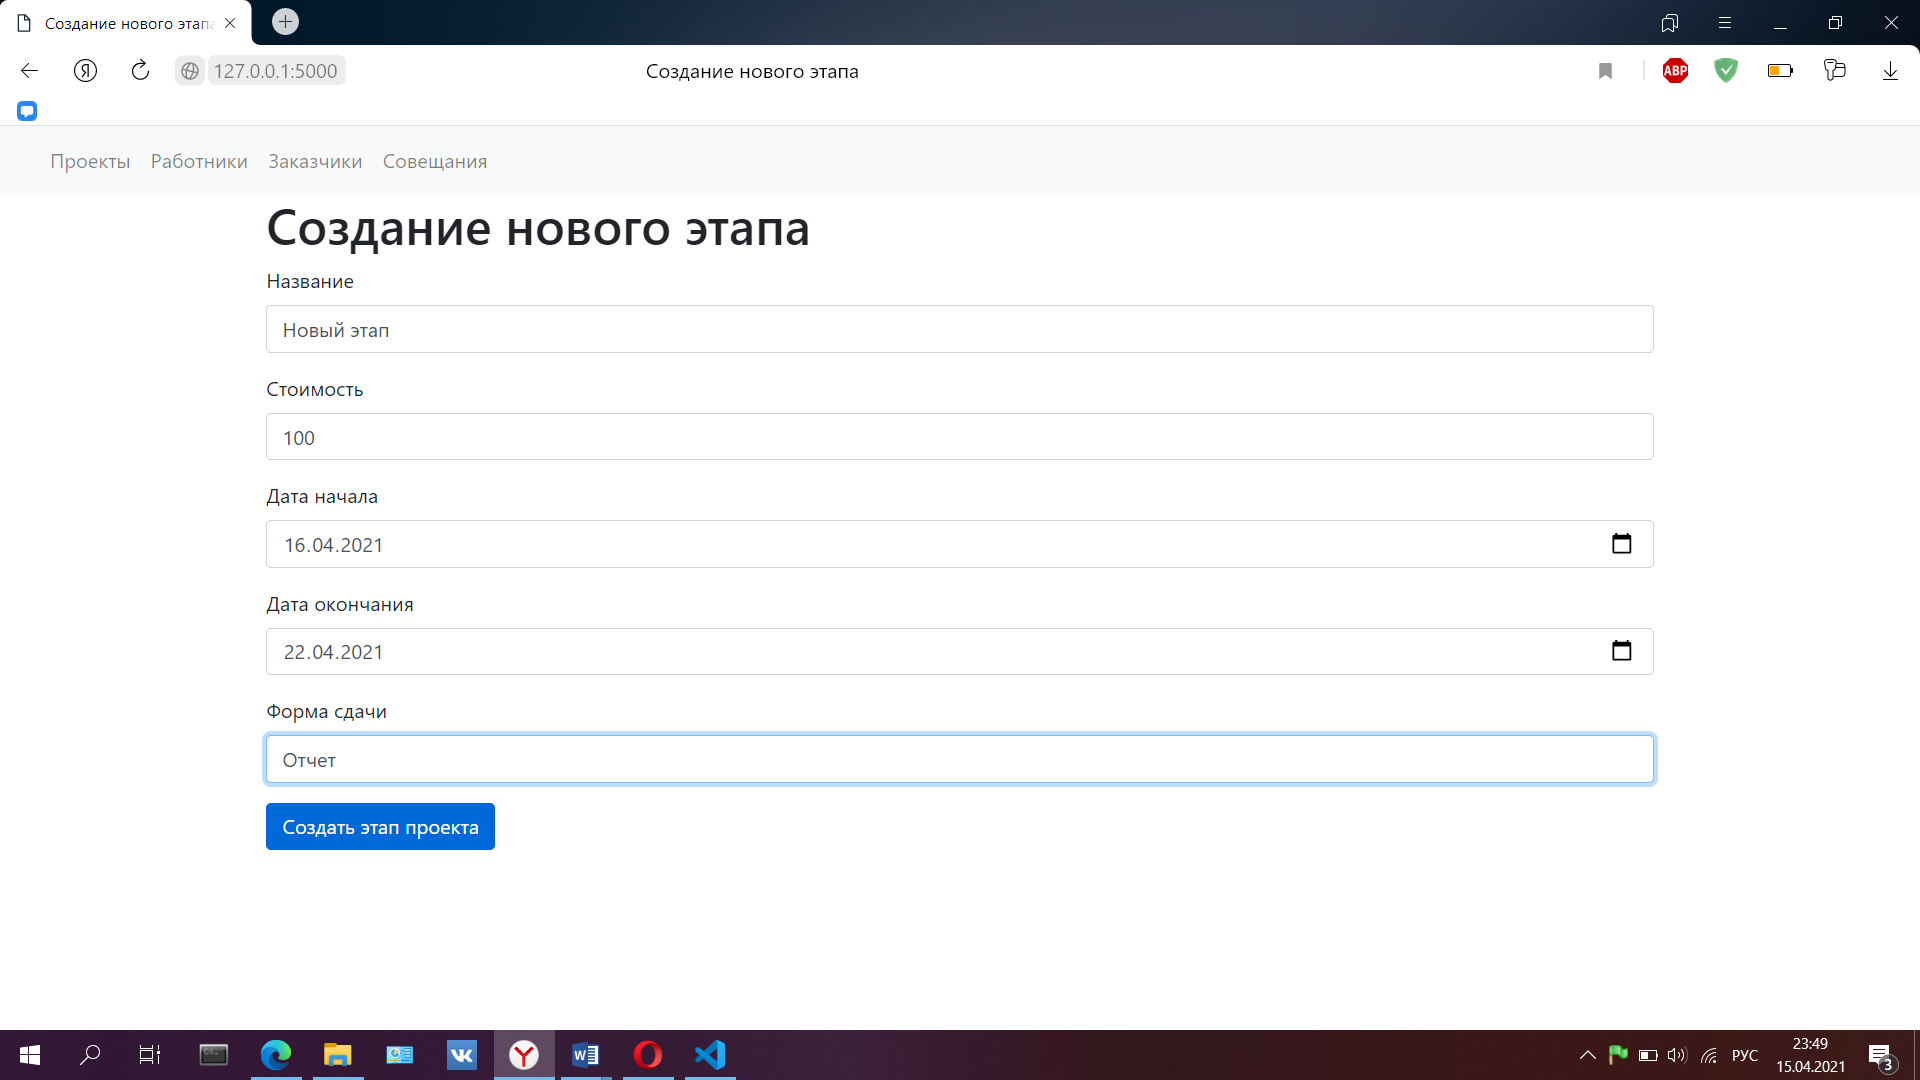 Создание нового этапа
127.0.0.1:5000
Создание нового этапа
ABP
Проекты Работники Заказчики Совещания
Создание нового этапа
Название
Новый этап
Стоимость
100
Дата начала
16.04.2021
Дата окончания
22.04.2021
Форма сдачи
Отчет
Создать этап проекта
РУС
23:49
15.04.2021
3